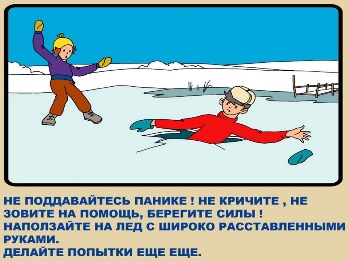 НЕ ПОДДАВАЙТЕСЬ ПАНИКЕ ! НЕ КРИЧИТЕ , НЕ
ЗОВИТЕ НА ПОМОЩЬ, БЕРЕГИТЕ СИЛЫ !
НАПОЛЗАЙТЕ НА ЛЕД С ШИРОКО РАССТАВЛЕННЫМИ
РУКАМИ.
ДЕЛАЙТЕ ПОПЫТКИ ЕЩЕ ЕЩЕ.